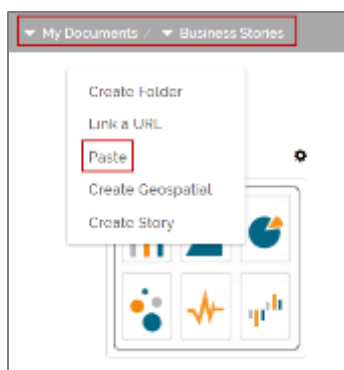 My Documents / Business Stories
Create Folder
Link a URL
Paste
Create Geospatial
Create Story